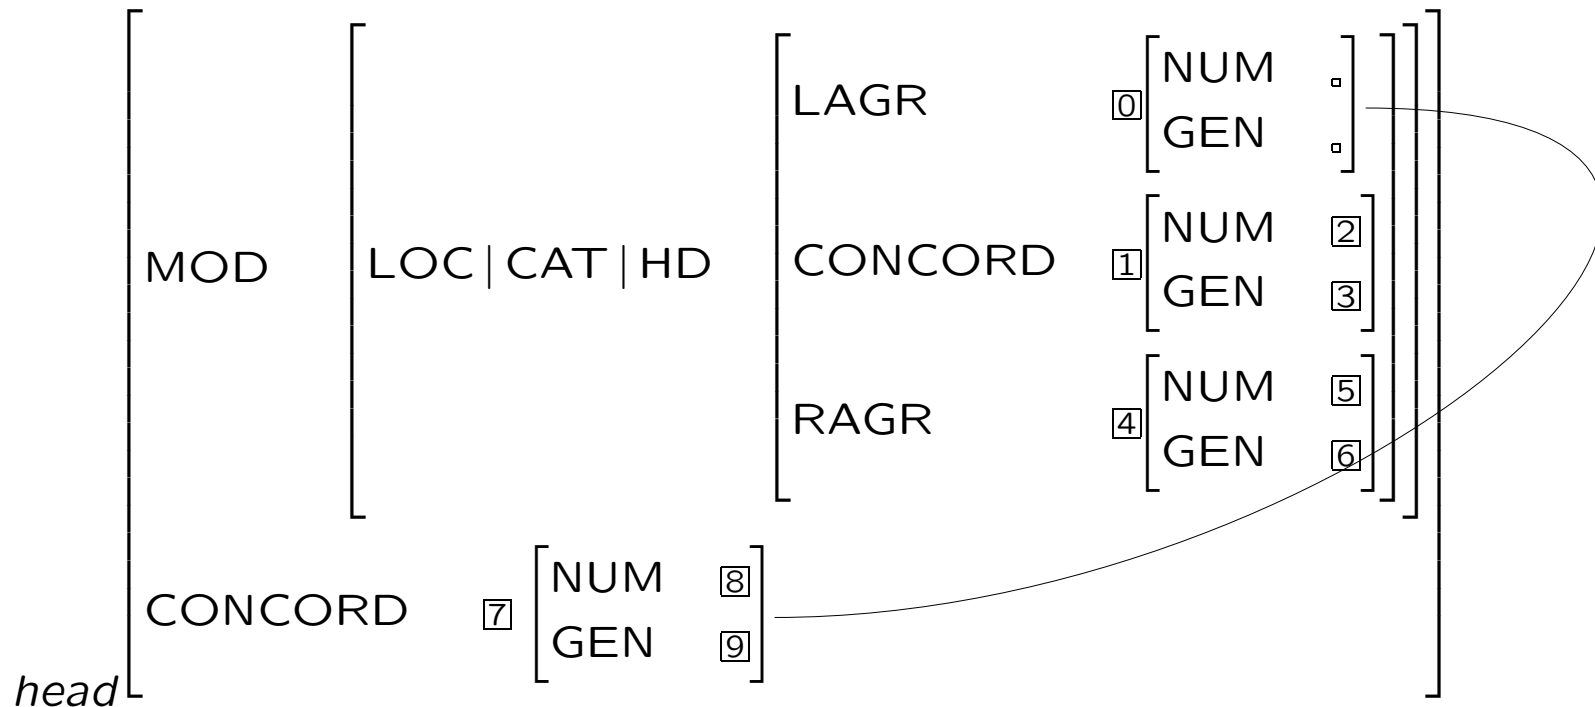 NUM
LAGR 0
GEN
NUM 2
MOD LOC|CAT|HD CONCORD 1
GEN 3
NUM 5
RAGR 4
GEN 6
NUM 8
CONCORD 7
GEN 9
head